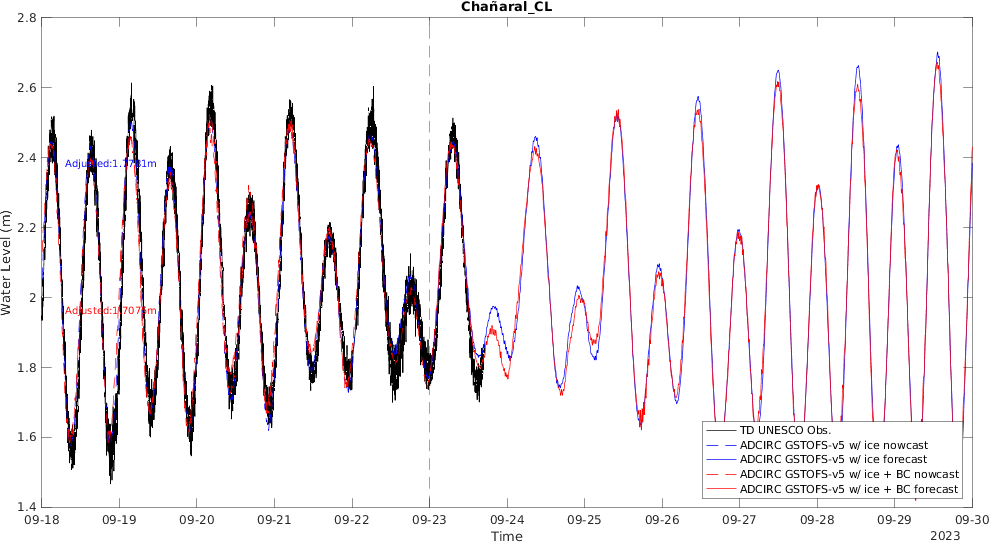 Chañaral_CL
Water Level (m)
2.8
2.6
2.4
2.2
2
1.8
1.6
1.4
Adjusted:1.7731m
Adjusted:1.7075m
TD UNESCO Obs.
ADCIRC GSTOFS-v5 w/ ice nowcast
ADCIRC GSTOFS-v5 w/ ice forecast
ADCIRC GSTOFS-v5 w/ ice + BC nowcast
ADCIRC GSTOFS-v5 w/ ice + BC forecast
09-18 09-19 09-20 09-21 09-22 09-23 09-24 09-25 09-26 09-27 09-28 09-29 09-30
Time
2023